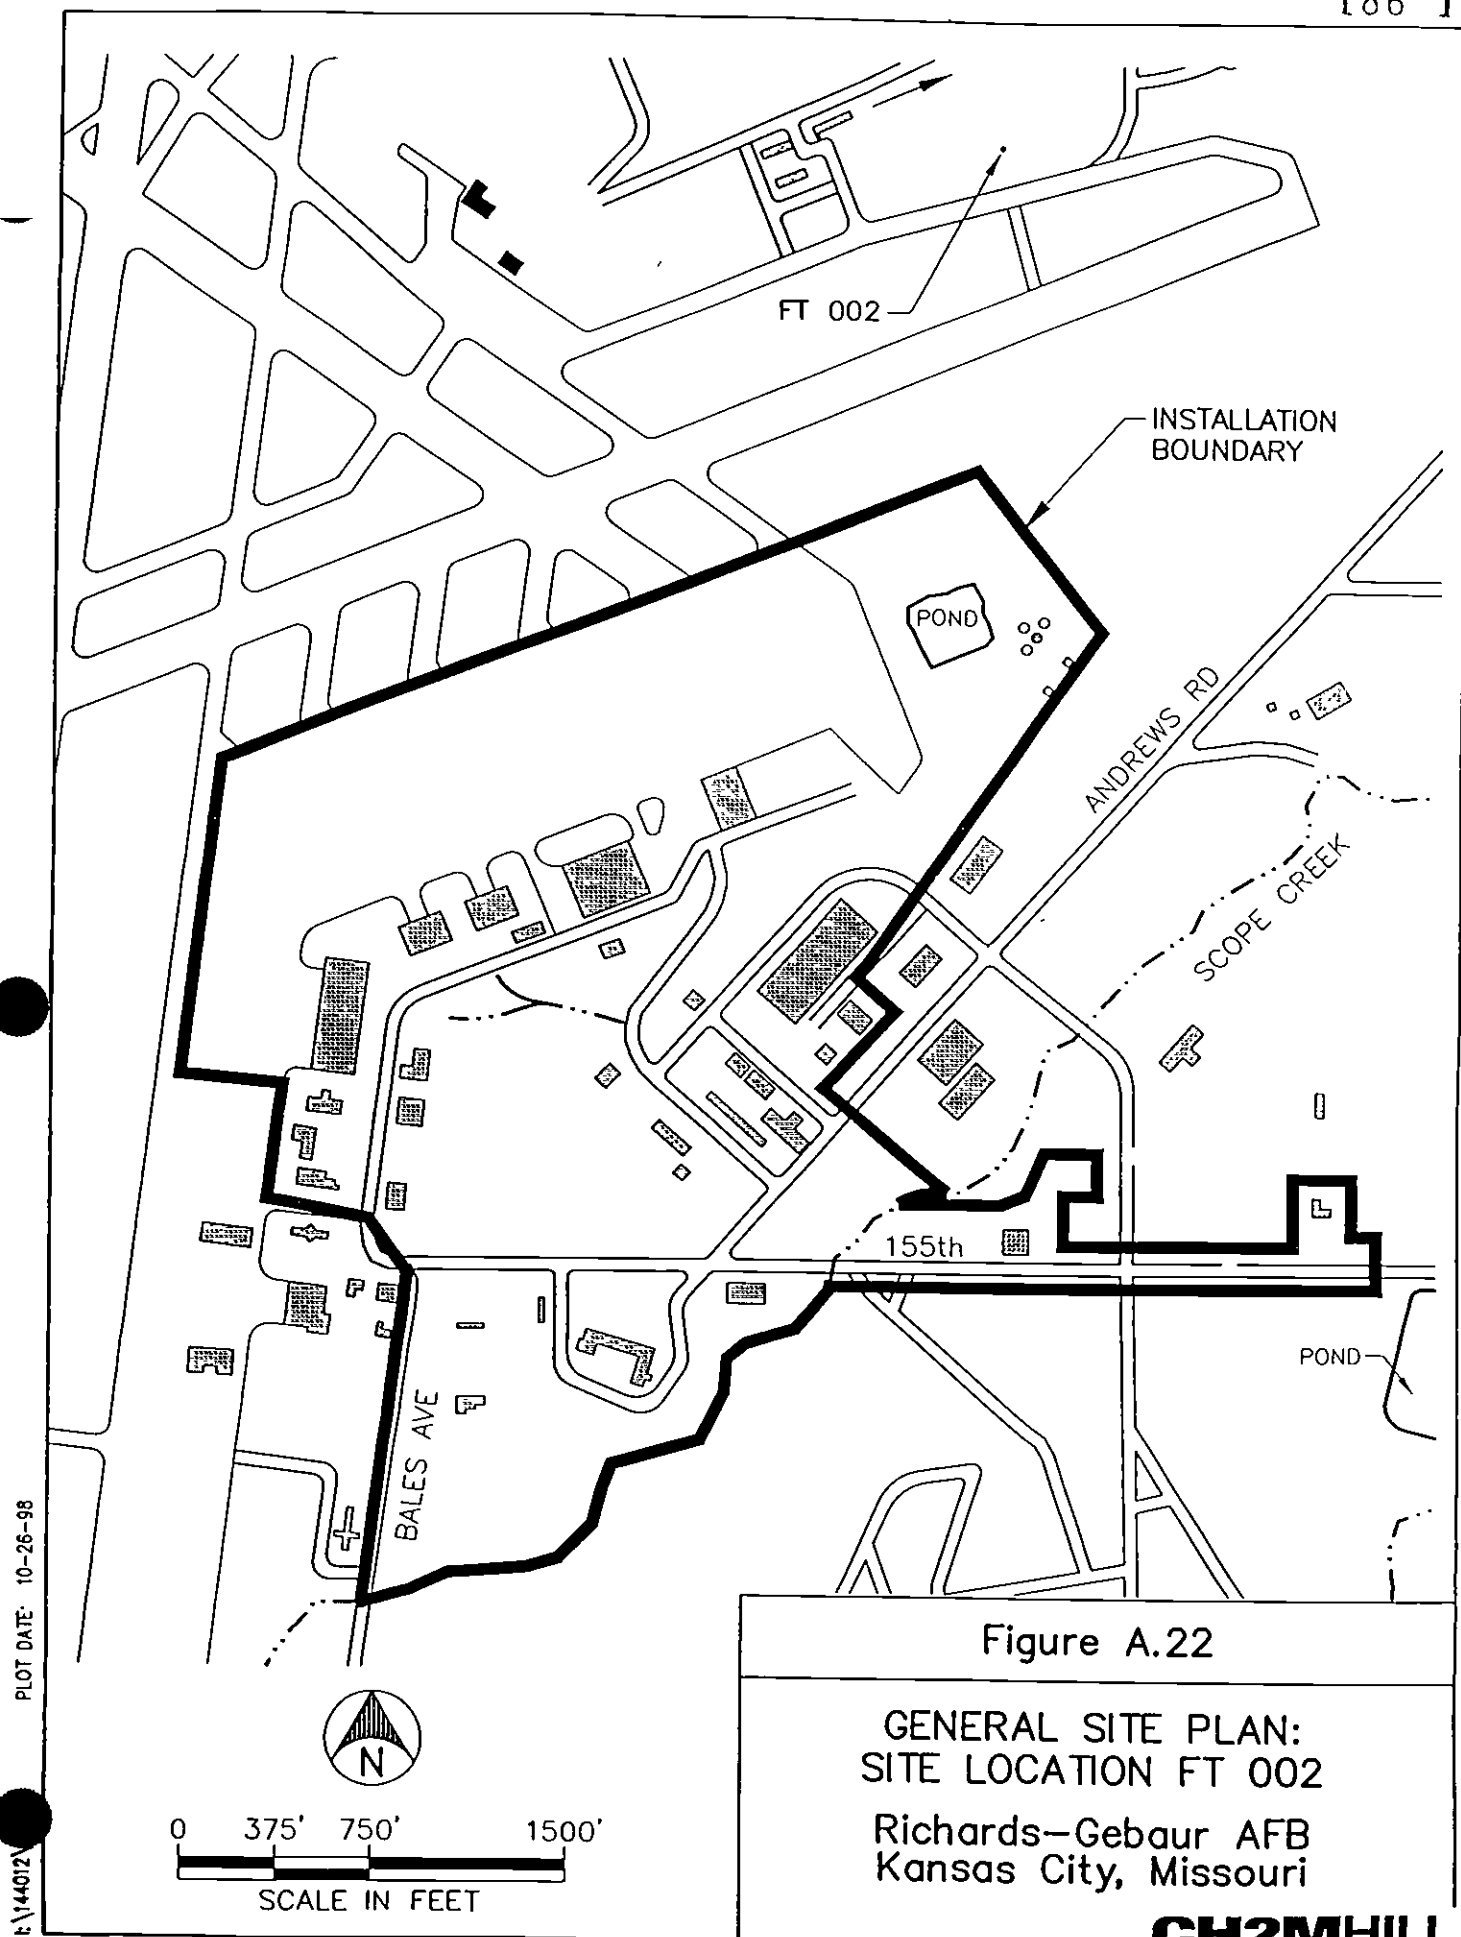 FT 002
INSTALLATION
BOUNDARY
POND
ANDREWS RD
SCOPE CREEK
155th
POND
BALES AVE
PLOT DATE: 10-26-98
Figure A.22
GENERAL SITE PLAN:
SITE LOCATION FT 002
Richards-Gebaur AFB
Kansas City, Missouri
CH2MHILL
N
0 375' 750' 1500'
SCALE IN FEET